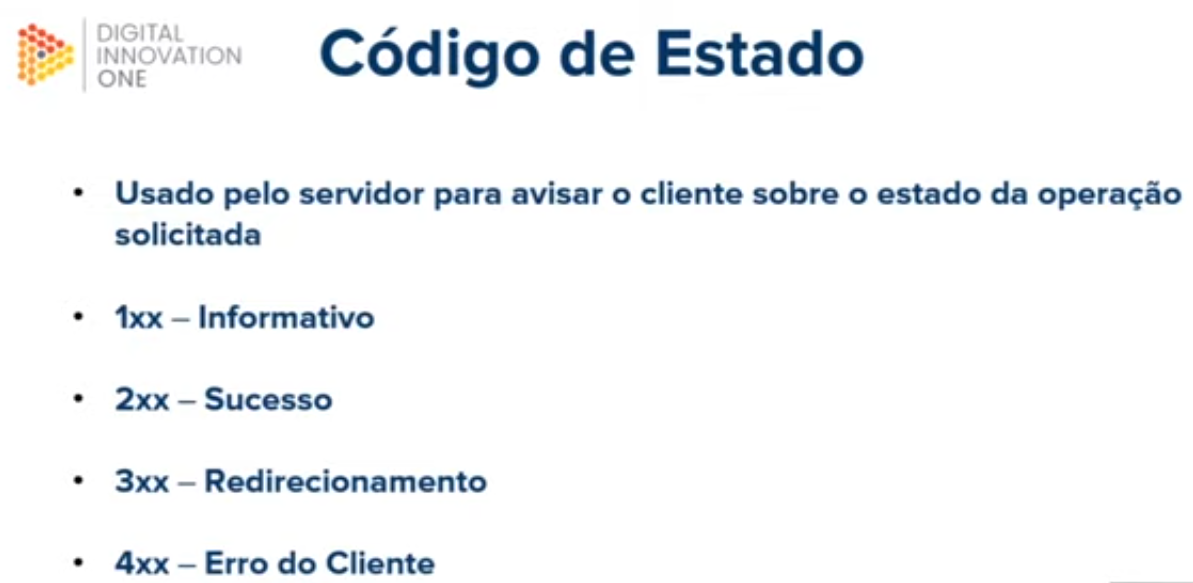 DIGITAL
INNOVATION
ONE
Código de Estado
• Usado pelo servidor para avisar o cliente sobre o estado da operação
solicitada
• 1xx – Informativo
• 2xx – Sucesso
• 3xx – Redirecionamento
• 4xx – Erro do Cliente